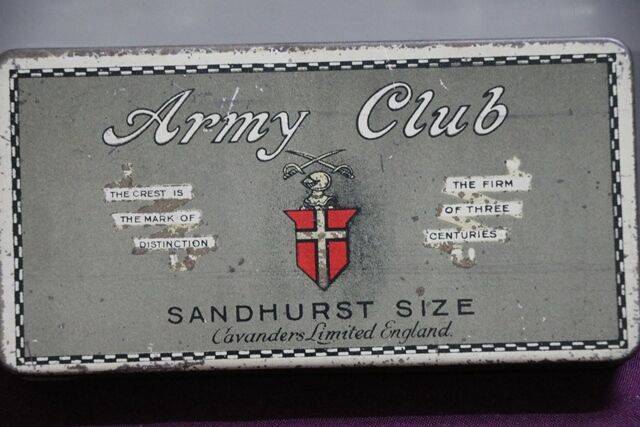 Army Club
THE CREST IS
THE MARK OF
DISTINCTION
THE FIRM
OF THREE
CENTURIES
SANDHURST SIZE
Cavanders Limited England.